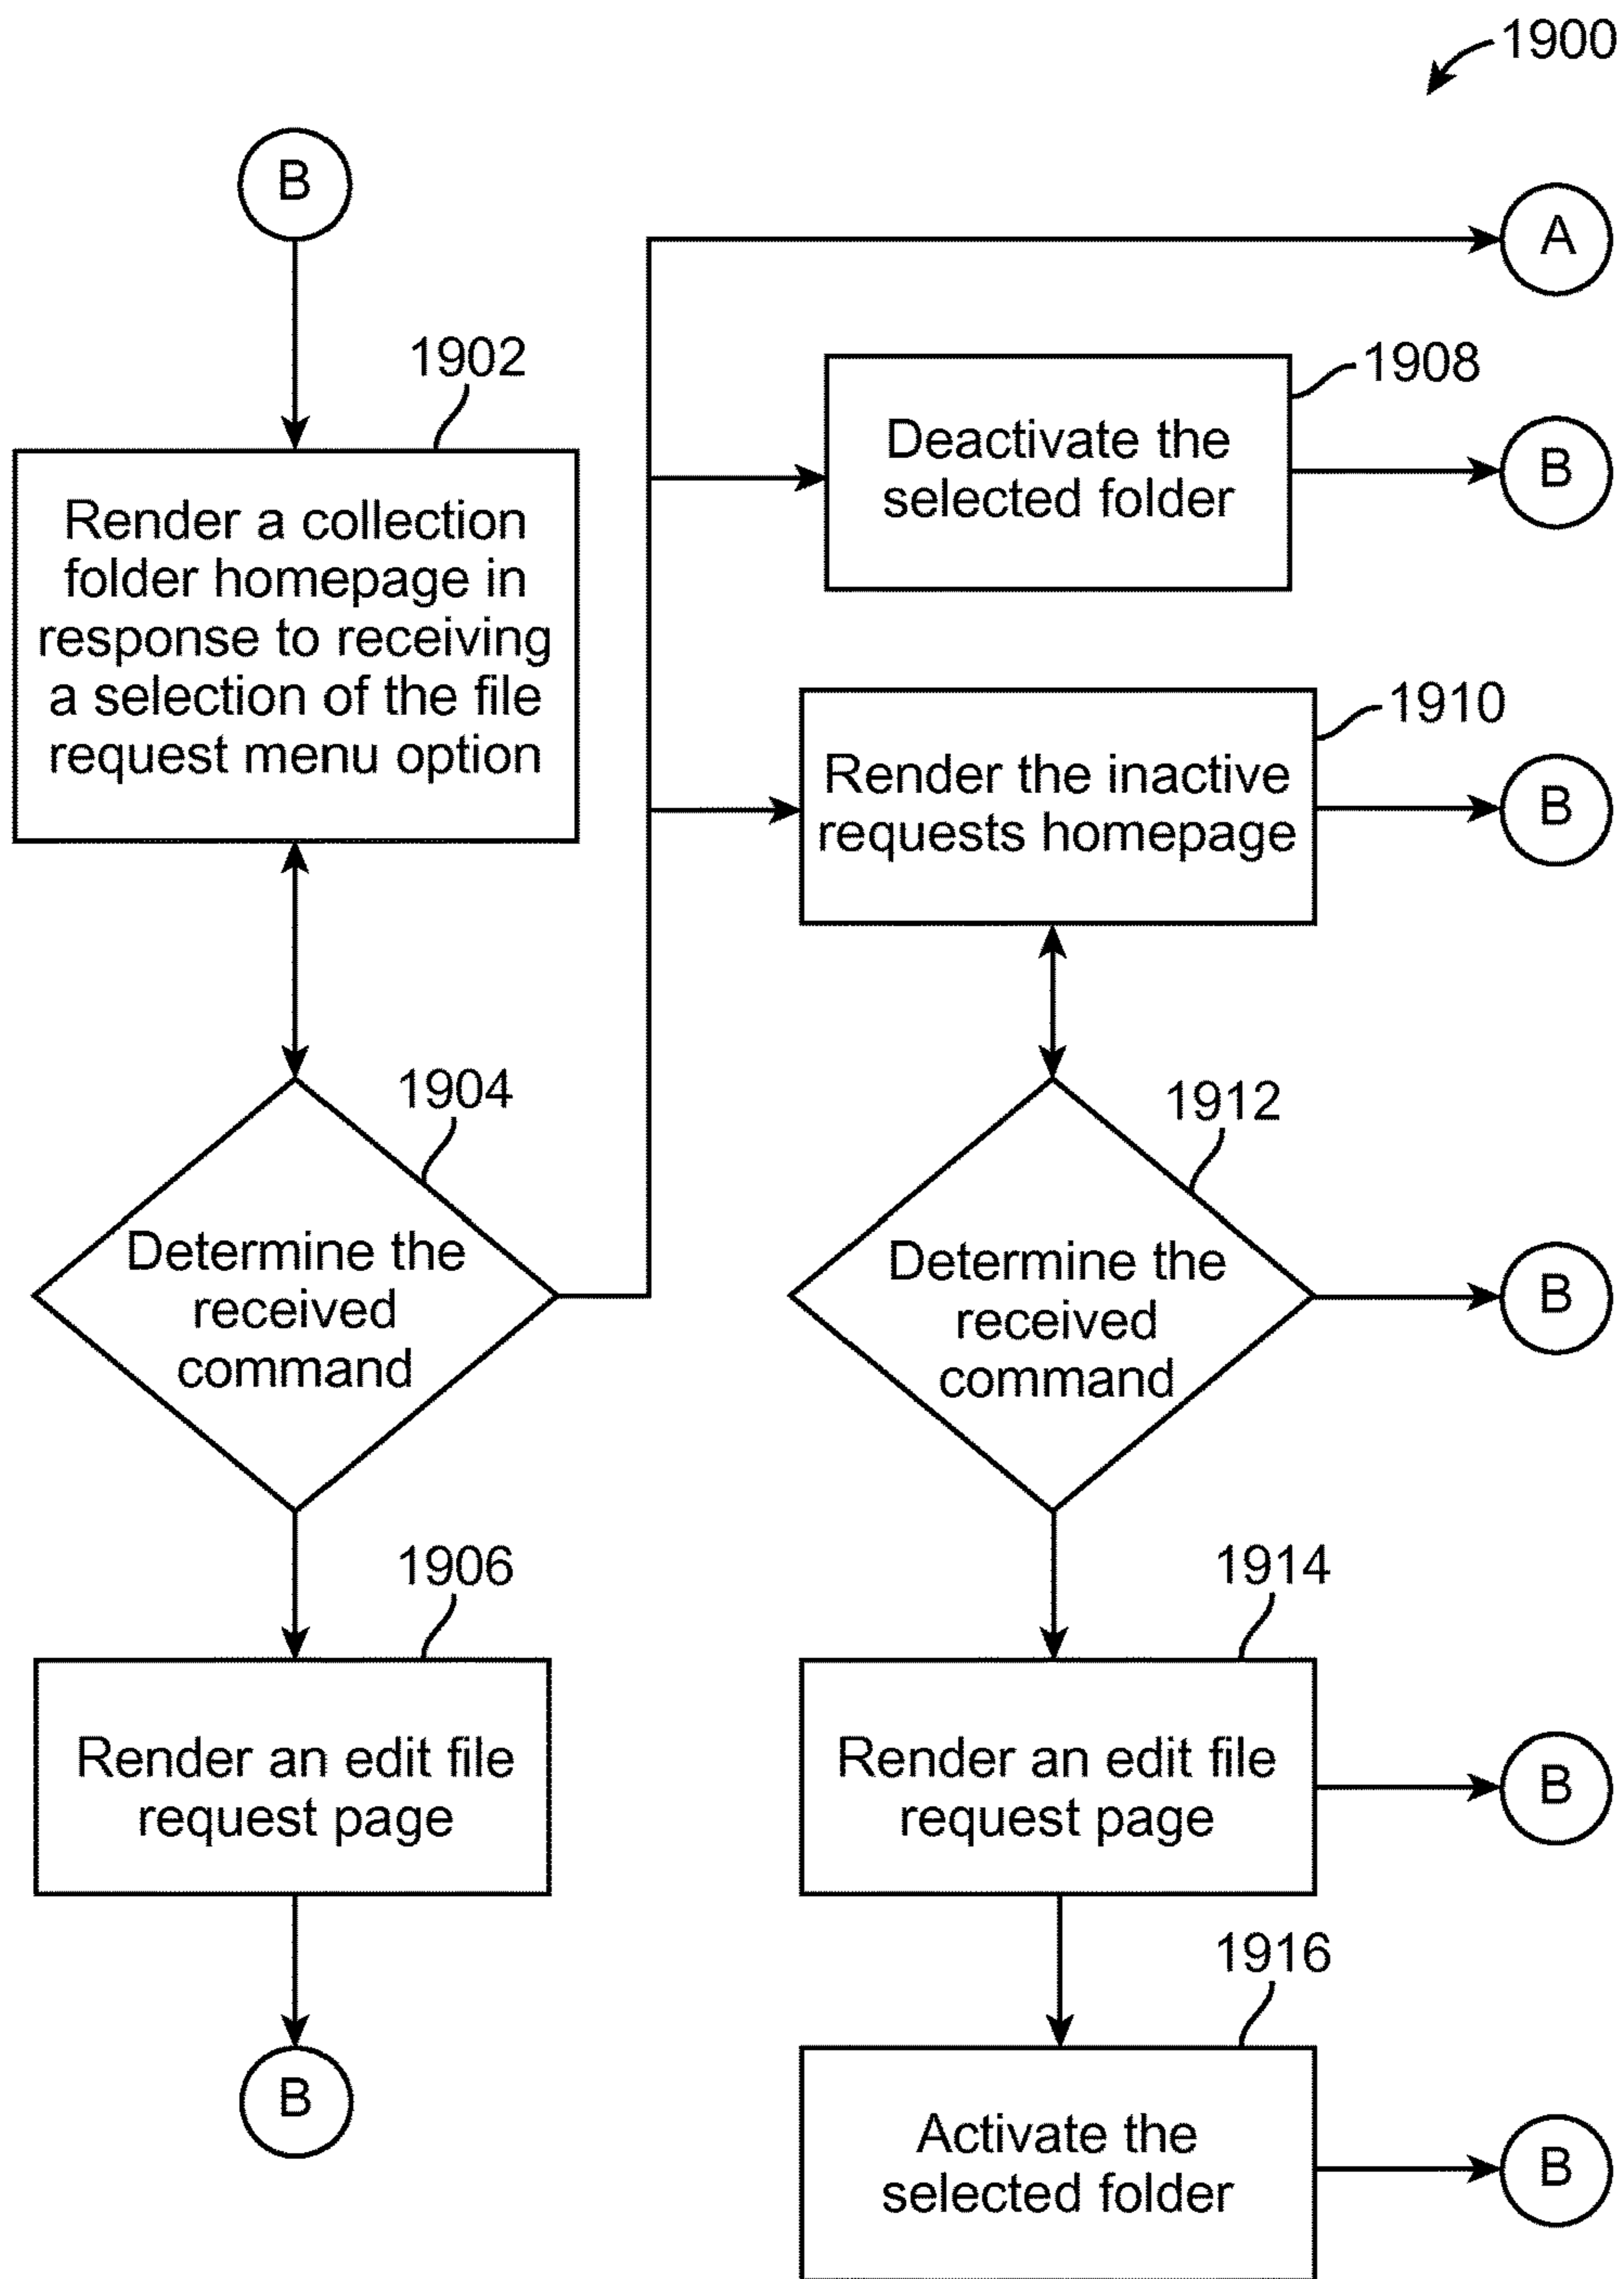 1900
B
A
1902
Render a collection
folder homepage in
response to receiving
a selection of the file
request menu option
1904
Determine the
received
command
1906
Render an edit file
request page
B
1908
Deactivate the
selected folder
B
1910
Render the inactive
requests homepage
B
1912
Determine the
received
command
B
1914
Render an edit file
request page
B
1916
Activate the
selected folder
B